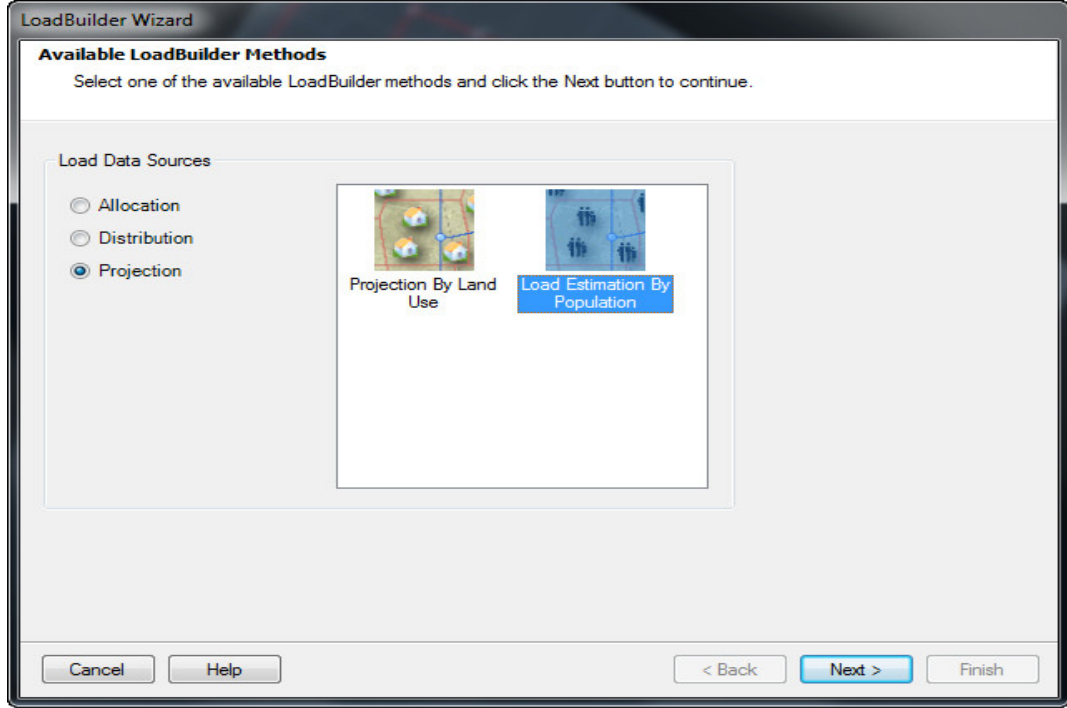 LoadBuilder Wizard
Available LoadBuilder Methods
Select one of the available LoadBuilder methods and click the Next button to continue.
Load Data Sources
Allocation
Distribution
Projection
Projection By Land
Use
Load Estimation By
Population
Cancel
Help
< Back
Next >
Finish